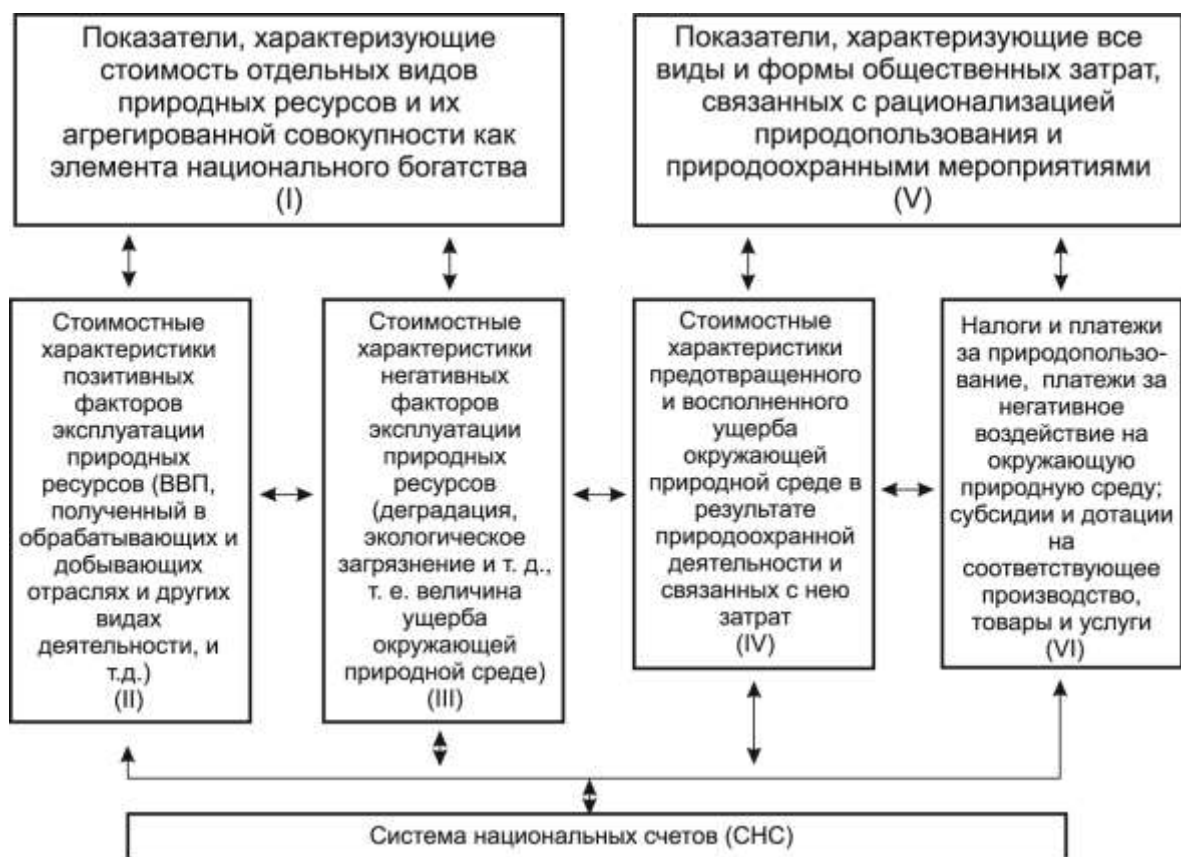 Показатели, характеризующие
стоимость отдельных видов
природных ресурсов и их
агрегированной совокупности как
элемента национального богатства
(I)
Показатели, характеризующие все
виды и формы общественных затрат,
связанных с рационализацией
природопользования и
природоохранными мероприятиями
(V)
Стоимостные
характеристики
позитивных
факторов
эксплуатации
природных
ресурсов (ВВП,
полученный в
обрабатывающих и
добывающих
отраслях и других
видах
деятельности, и
т.д.)
(II)
Стоимостные
характеристики
негативных
факторов
эксплуатации
природных
ресурсов
(деградация,
экологическое
загрязнение и т. д.,
т. е. величина
ущерба
окружающей
природной среде)
(III)
Стоимостные
характеристики
предотвращенного
и восполненного
ущерба
окружающей
природной среде в
результате
природоохранной
деятельности и
связанных с нею
затрат
(IV)
Налоги и платежи
за природопользо-
вание, платежи за
негативное
воздействие на
окружающую
природную среду;
субсидии и дотации
на
соответствующее
производство,
товары и услуги
(VI)
Система национальных счетов (СНС)